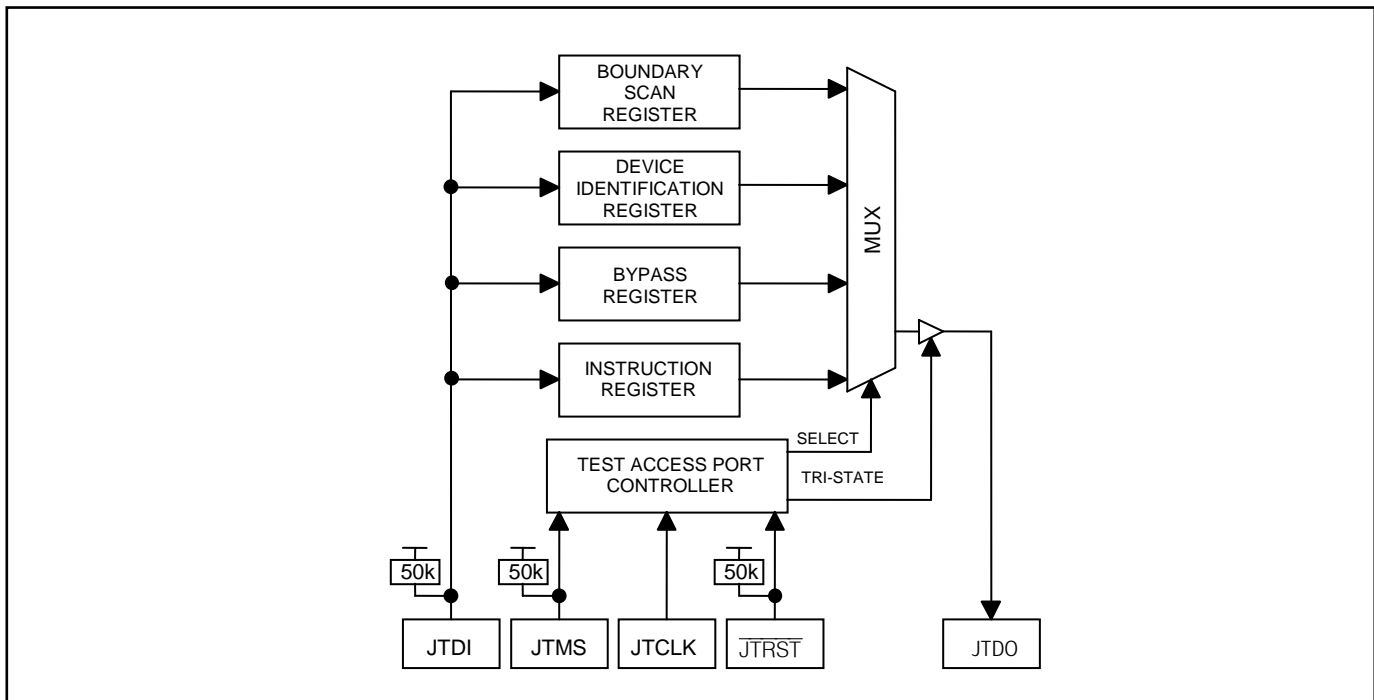 BOUNDARY
SCAN
REGISTER
DEVICE
IDENTIFICATION
REGISTER
BYPASS
REGISTER
INSTRUCTION
REGISTER
MUX
SELECT
TEST ACCESS PORT
CONTROLLER
TRI-STATE
50k
50k
50k
JTDI
JTMS
JTCLK
J̅T̅R̅S̅T̅
JTDO